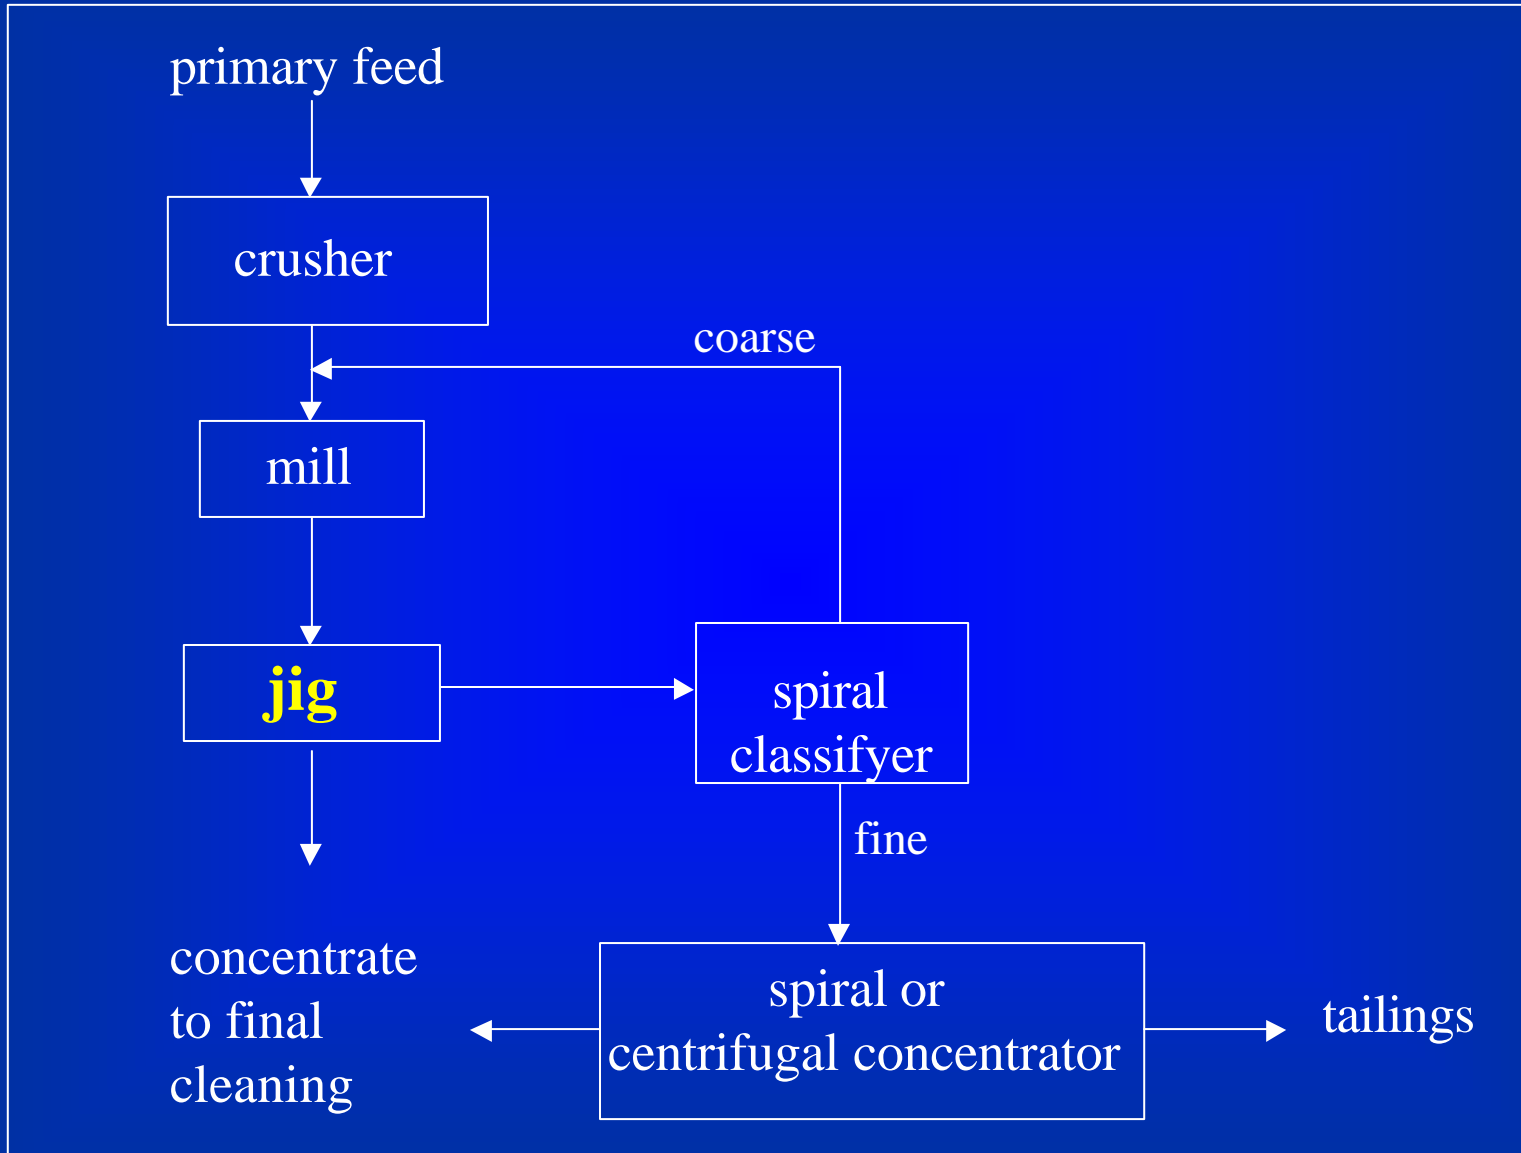 primary feed
crusher
coarse
mill
jig
spiral
classifyer
fine
concentrate
to final
cleaning
spiral or
centrifugal concentrator
tailings